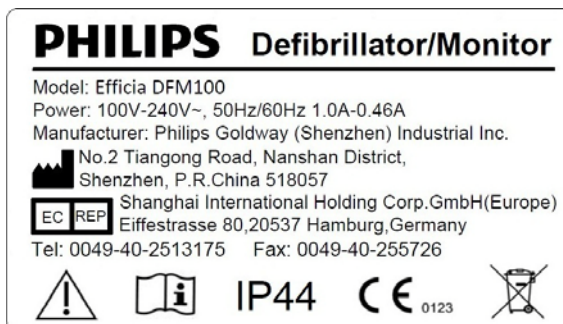 PHILIPS Defibrillator/Monitor
Model: Efficia DFM100
Power: 100V-240V~, 50Hz/60Hz 1.0A-0.46A
Manufacturer: Philips Goldway (Shenzhen) Industrial Inc.
No.2 Tiangong Road, Nanshan District,
Shenzhen, P.R.China 518057
EC REP Shanghai International Holding Corp.GmbH(Europe)
Eiffestrasse 80,20537 Hamburg,Germany
Tel: 0049-40-2513175 Fax: 0049-40-255726
IP44 CE 0123